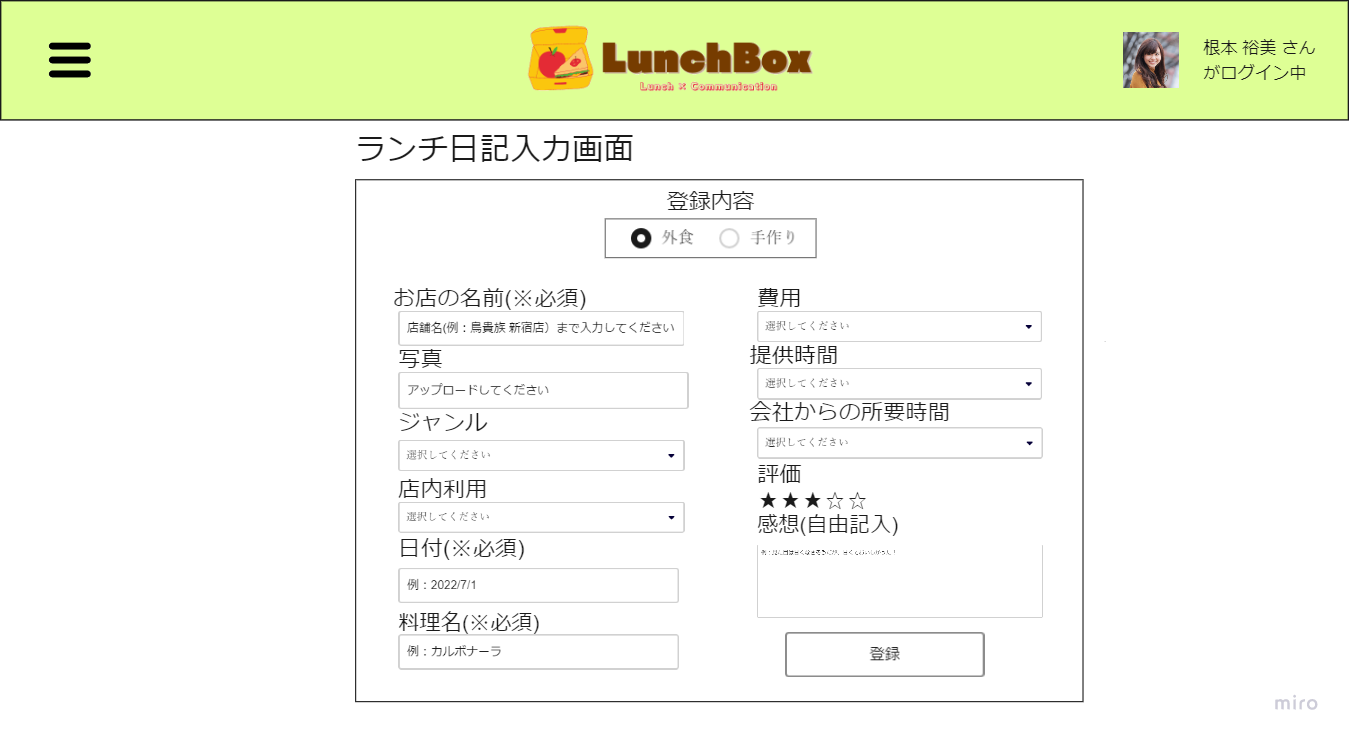 LunchBox
Lunch × Communication
根本 裕美 さん
がログイン中
ランチ日記入力画面
登録内容
外食
手作り
お店の名前(※必須)
店舗名(例：鳥貴族 新宿店）まで入力してください
写真
アップロードしてください
ジャンル
選択してください
店内利用
選択してください
日付(※必須)
例：2022/7/1
料理名(※必須)
例：カルボナーラ
費用
選択してください
提供時間
選択してください
会社からの所要時間
選択してください
評価
★★★☆☆
感想(自由記入)
登録
miro